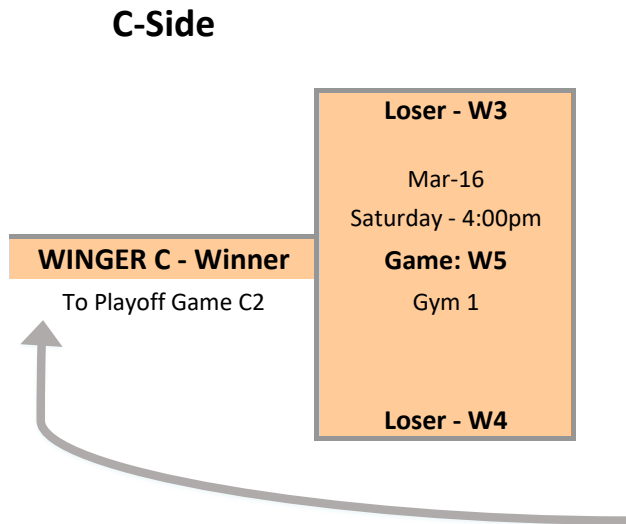 C-Side
Loser - W3
Mar-16
Saturday - 4:00pm
WINGER C - Winner
Game: W5
To Playoff Game C2
Gym 1
Loser - W4